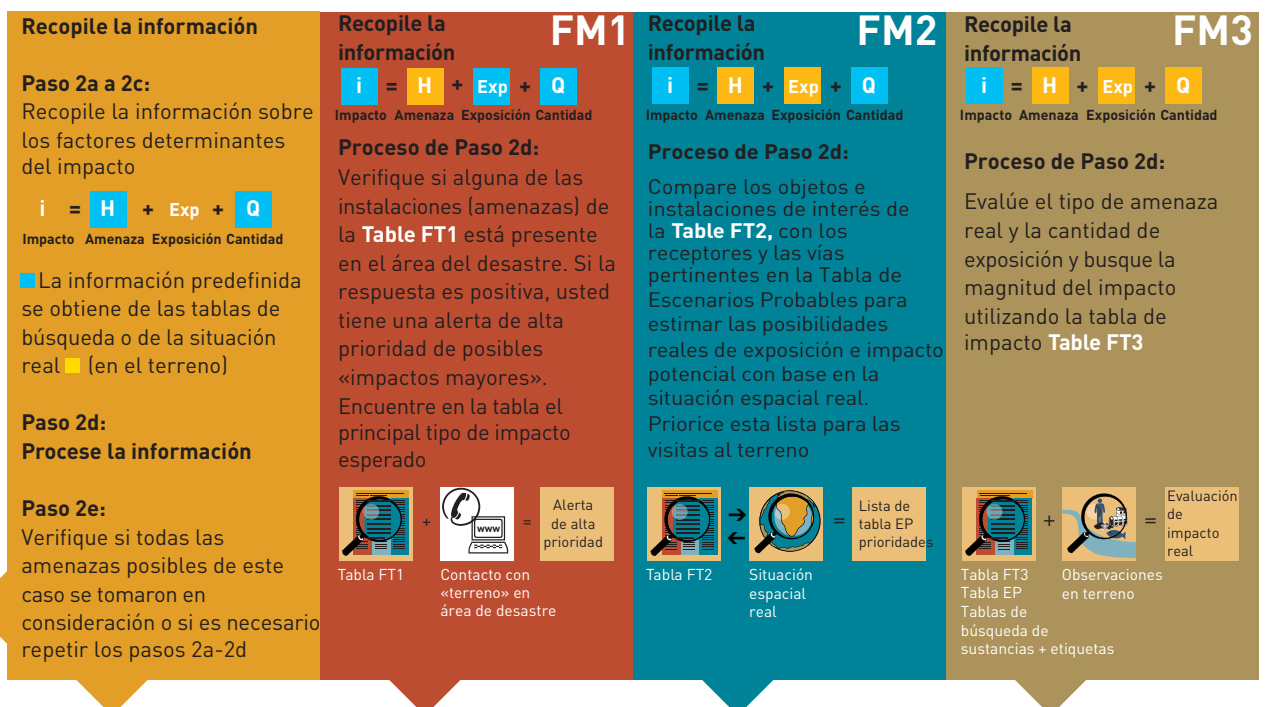 Recopile la información
Paso 2a a 2c:
Recopile la información sobre
los factores determinantes
del impacto
i = H + Exp + Q
Impacto Amenaza Exposición Cantidad
La información predefinida
se obtiene de las tablas de
búsqueda o de la situación
real (en el terreno)
Paso 2d:
Procese la información
Paso 2e:
Verifique si todas las
amenazas posibles de este
caso se tomaron en
consideración o si es necesario
repetir los pasos 2a-2d
Recopile la
información
FM1
i = H + Exp + Q
Impacto Amenaza Exposición Cantidad
Proceso de Paso 2d:
Verifique si alguna de las
instalaciones (amenazas) de
la Table FT1 está presente
en el área del desastre. Si la
respuesta es positiva, usted
tiene una alerta de alta
prioridad de posibles
«impactos mayores».
Encuentre en la tabla el
principal tipo de impacto
esperado
+
www
=
Alerta
de alta
prioridad
Tabla FT1
Contacto con
«terreno» en
área de desastre
Recopile la
información
FM2
i = H + Exp + Q
Impacto Amenaza Exposición Cantidad
Proceso de Paso 2d:
Compare los objetos e
instalaciones de interés de
la Table FT2, con los
receptores y las vías
pertinentes en la Tabla de
Escenarios Probables para
estimar las posibilidades
reales de exposición e impacto
potencial con base en la
situación espacial real.
Priorice esta lista para las
visitas al terreno
=
Lista de
tabla EP
prioridades
Tabla FT2
Situación
espacial
real
Recopile la
información
FM3
i = H + Exp + Q
Impacto Amenaza Exposición Cantidad
Proceso de Paso 2d:
Evalúe el tipo de amenaza
real y la cantidad de
exposición y busque la
magnitud del impacto
utilizando la tabla de
impacto Table FT3
+
=
Evaluación
de
impacto
real
Tabla FT3
Tabla EP
Tablas de
búsqueda de
sustancias + etiquetas
Observaciones
en terreno